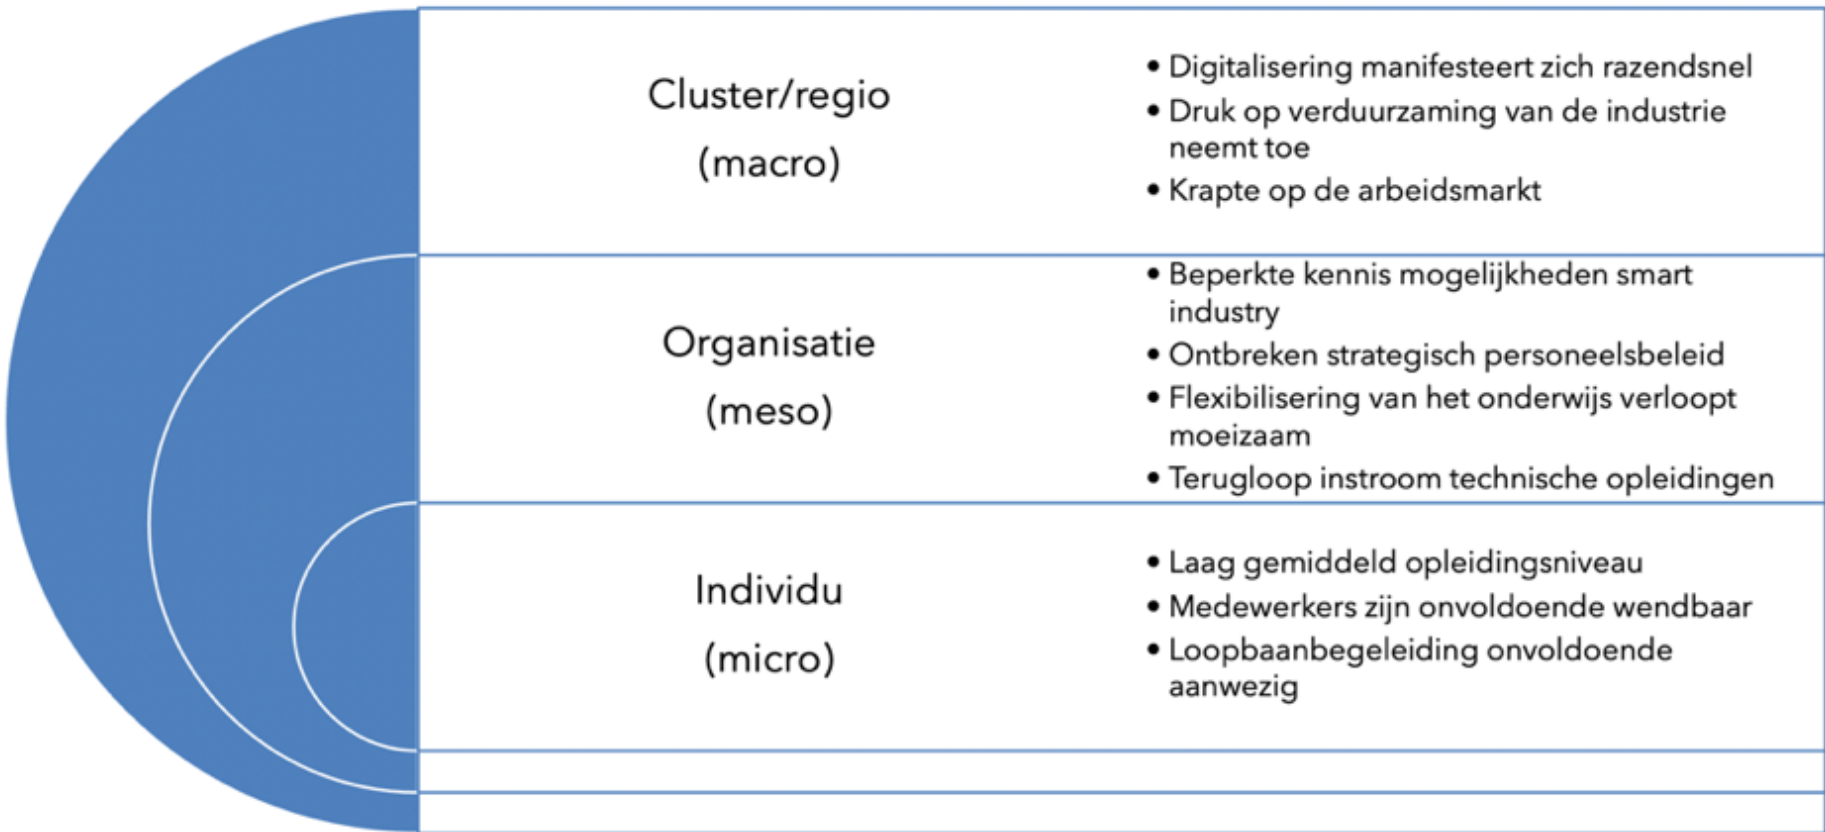 Cluster/regio
(macro)
• Digitalisering manifesteert zich razendsnel
• Druk op verduurzaming van de industrie
neemt toe
• Krapte op de arbeidsmarkt
Organisatie
(meso)
• Beperkte kennis mogelijkheden smart
industry
• Ontbreken strategisch personeelsbeleid
• Flexibilisering van het onderwijs verloopt
moeizaam
• Terugloop instroom technische opleidingen
Individu
(micro)
• Laag gemiddeld opleidingsniveau
• Medewerkers zijn onvoldoende wendbaar
• Loopbaanbegeleiding onvoldoende
aanwezig